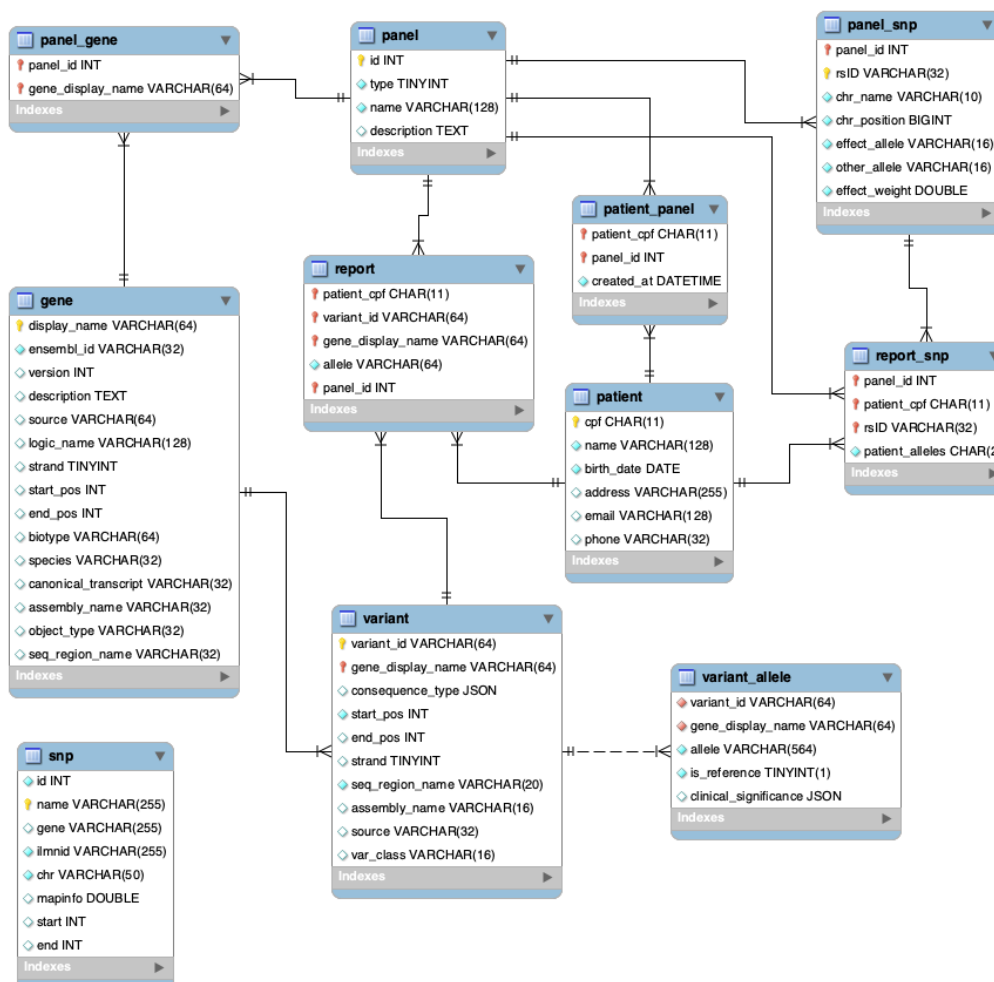 panel_gene
panel_id INT
gene_display_name VARCHAR(64)
Indexes
panel
id INT
type TINYINT
name VARCHAR(128)
description TEXT
Indexes
panel_snp
panel_id INT
rsID VARCHAR(32)
chr_name VARCHAR(10)
chr_position BIGINT
effect_allele VARCHAR(16)
other_allele VARCHAR(16)
effect_weight DOUBLE
Indexes
patient_panel
patient_cpf CHAR(11)
panel_id INT
created_at DATETIME
Indexes
report
patient_cpf CHAR(11)
variant_id VARCHAR(64)
gene_display_name VARCHAR(64)
allele VARCHAR(64)
panel_id INT
Indexes
gene
display_name VARCHAR(64)
ensembl_id VARCHAR(32)
version INT
description TEXT
source VARCHAR(64)
logic_name VARCHAR(128)
strand TINYINT
start_pos INT
end_pos INT
biotype VARCHAR(64)
species VARCHAR(32)
canonical_transcript VARCHAR(32)
assembly_name VARCHAR(32)
object_type VARCHAR(32)
seq_region_name VARCHAR(32)
Indexes
patient
cpf CHAR(11)
name VARCHAR(128)
birth_date DATE
address VARCHAR(255)
email VARCHAR(128)
phone VARCHAR(32)
Indexes
report_snp
panel_id INT
patient_cpf CHAR(11)
rsID VARCHAR(32)
patient_alleles CHAR(2
Indexes
variant
variant_id VARCHAR(64)
gene_display_name VARCHAR(64)
consequence_type JSON
start_pos INT
end_pos INT
strand TINYINT
seq_region_name VARCHAR(20)
assembly_name VARCHAR(16)
source VARCHAR(32)
var_class VARCHAR(16)
Indexes
variant_allele
variant_id VARCHAR(64)
gene_display_name VARCHAR(64)
allele VARCHAR(564)
is_reference TINYINT(1)
clinical_significance JSON
Indexes
snp
id INT
name VARCHAR(255)
gene VARCHAR(255)
ilmnid VARCHAR(255)
chr VARCHAR(50)
mapinfo DOUBLE
start INT
end INT
Indexes